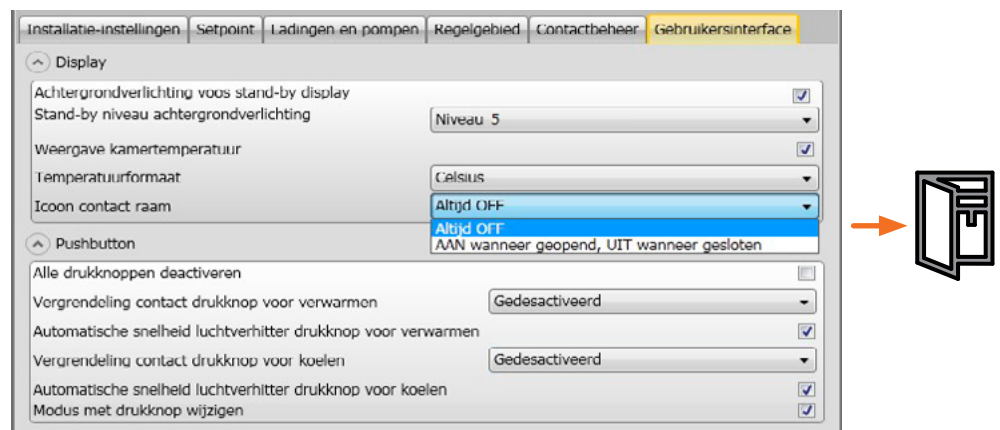 Installatie-instellingen Setpoint Ladingen en pompen Regelgebied Contactbeheer Gebruikersinterface
Display
Achtergrondverlichting voos stand-by display
Stand-by niveau achtergrondverlichting Niveau 5
Weergave kamertemperatuur
Temperatuurformaat Celsius
Icoon contact raam Altijd OFF
Altijd OFF
AAN wanneer geopend, UIT wanneer gesloten
Pushbutton
Alle drukknoppen deactiveren
Vergrendeling contact drukknop voor verwarmen Gedesactiveerd
Automatische snelheid luchtverhitter drukknop voor verwarmen
Vergrendeling contact drukknop voor koelen Gedesactiveerd
Automatische snelheid luchtverhitter drukknop voor koelen
Modus met drukknop wijzigen